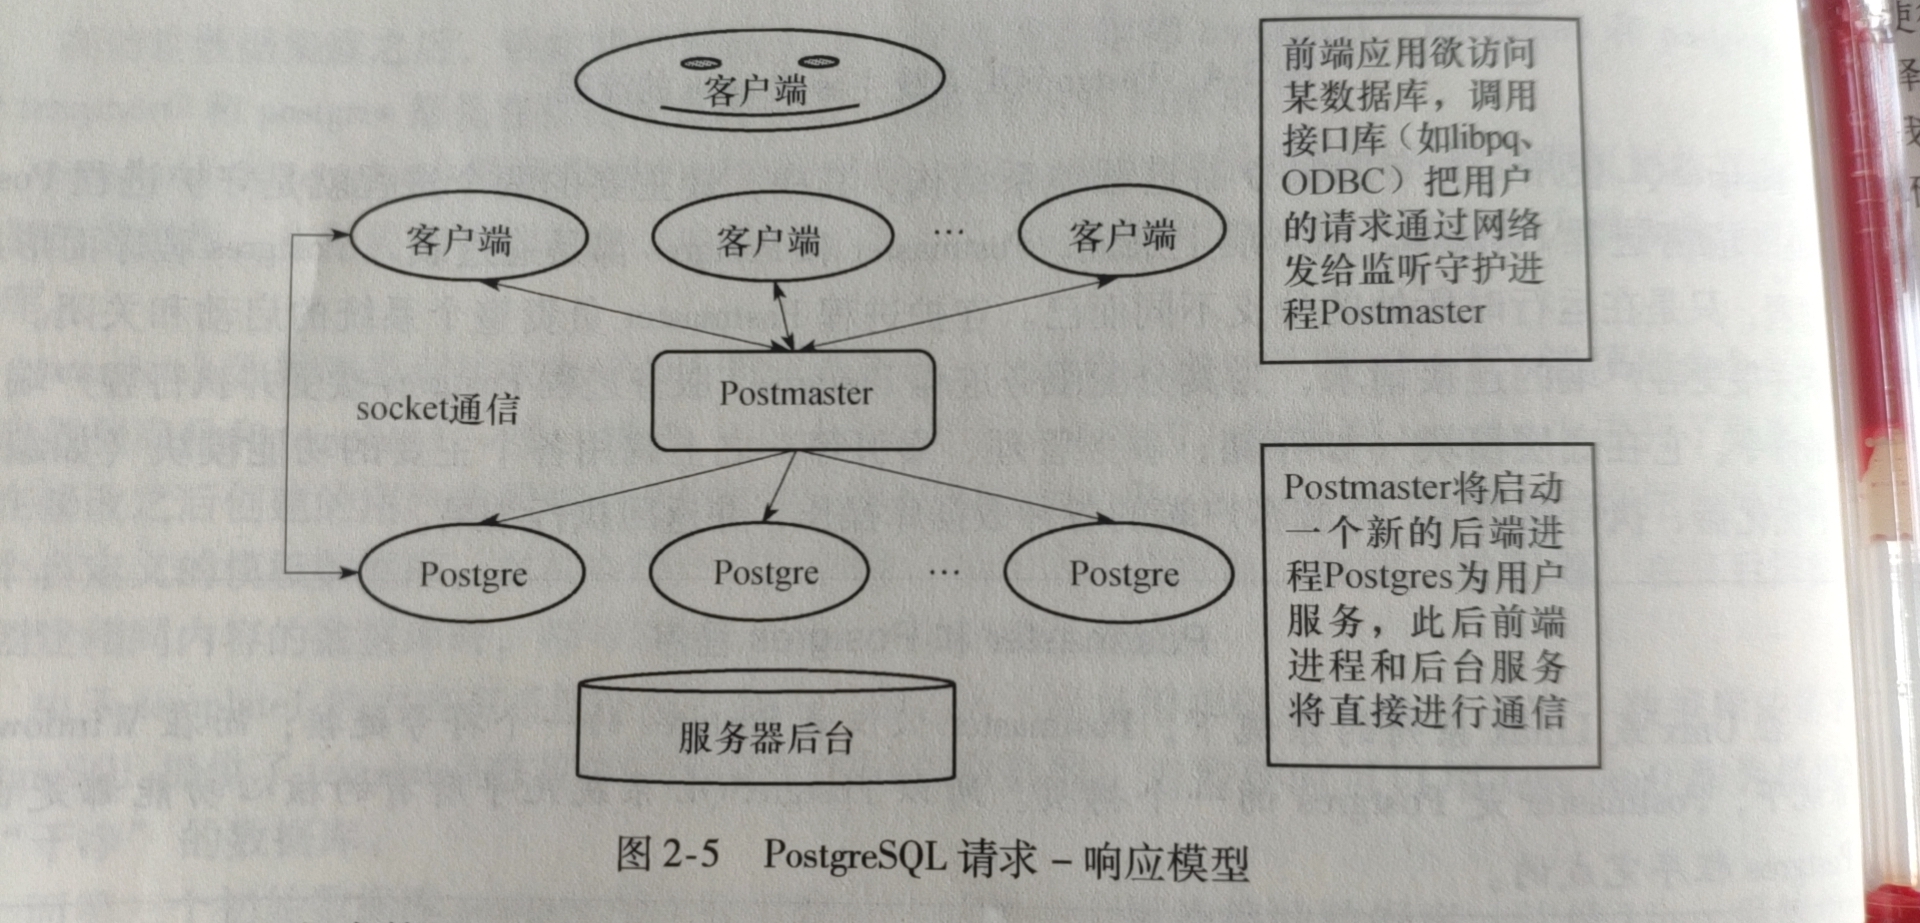 客户端
客户端
客户端
…
客户端
socket通信
Postmaster
Postgre
Postgre
…
Postgre
服务器后台
前端应用欲访问
某数据库，调用
接口库（如libpq、
ODBC）把用户
的请求通过网络
发给监听守护进
程Postmaster
Postmaster将启动
一个新的后端进
程Postgres为用户
服务，此后前端
进程和后台服务
将直接进行通信
图 2-5 PostgreSQL 请求 – 响应模型